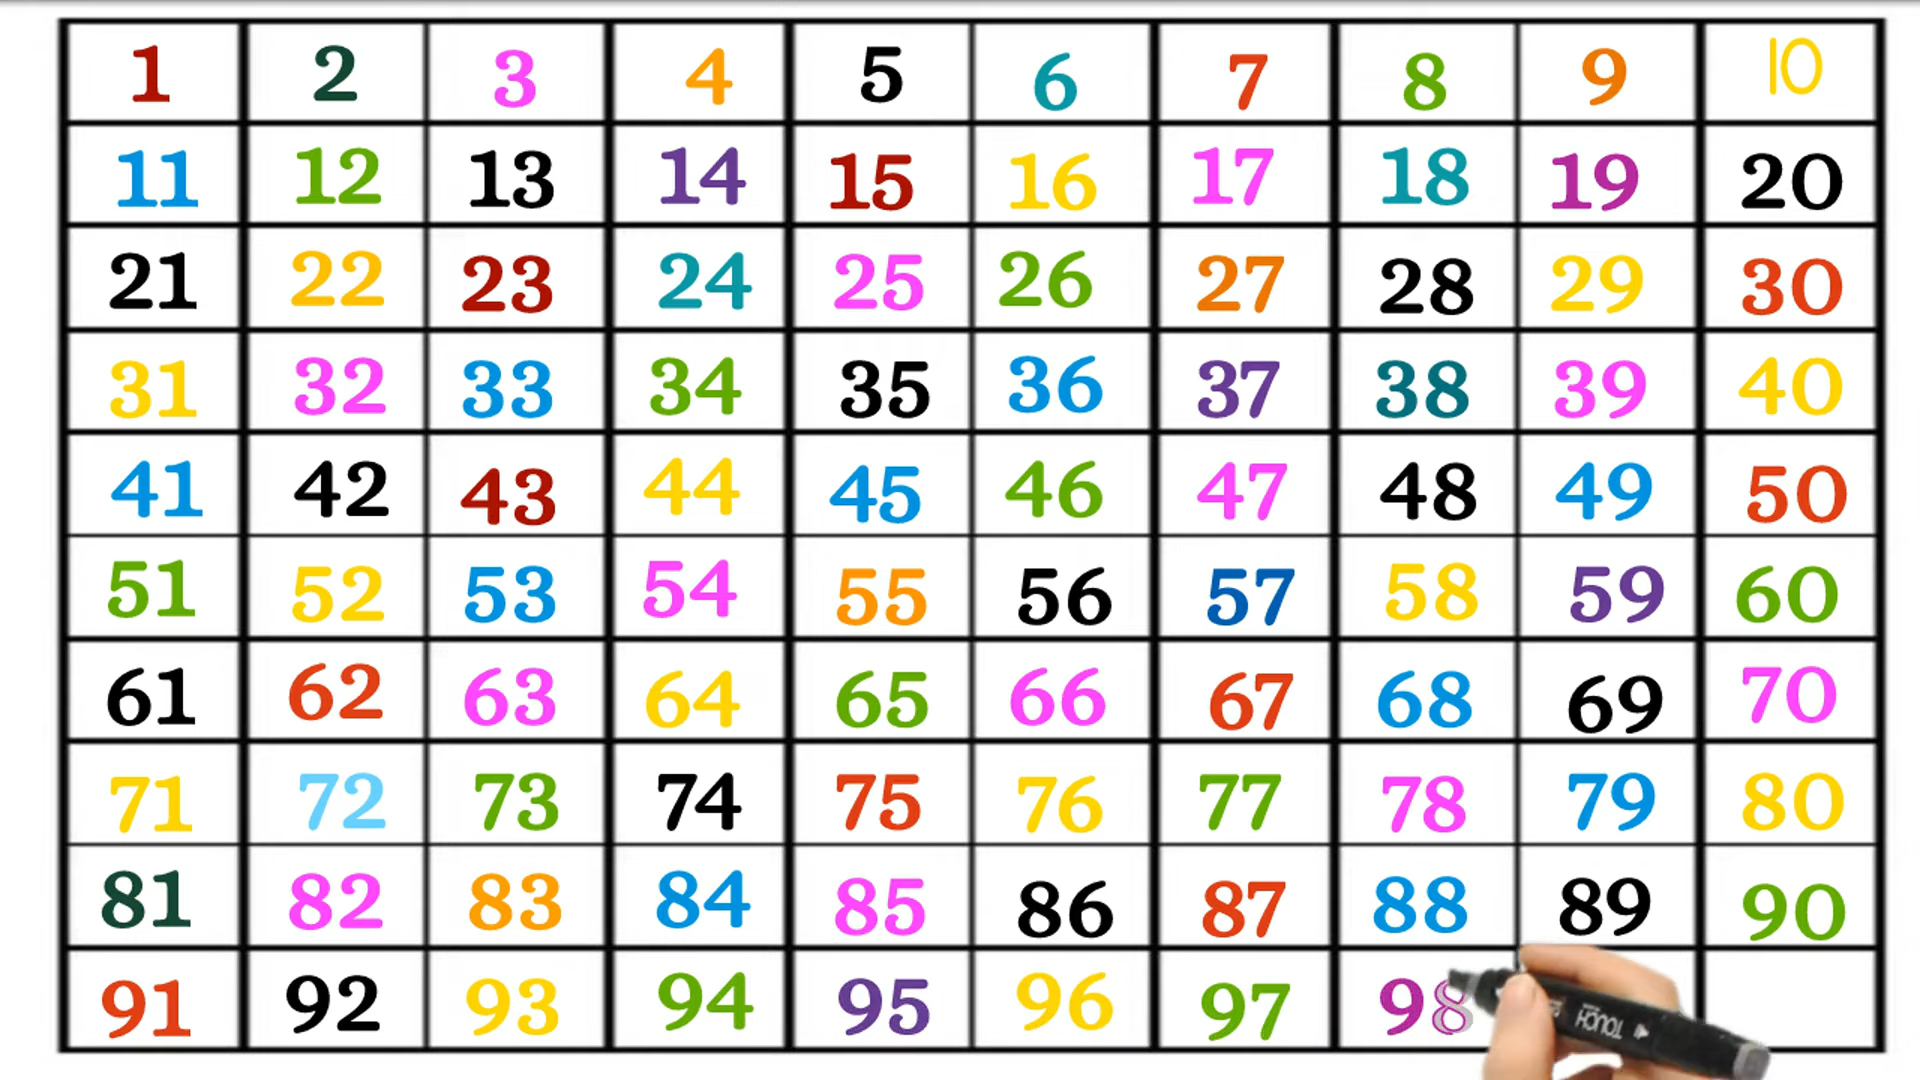 1 2 3 4 5 6 7 8 9 10
11 12 13 14 15 16 17 18 19 20
21 22 23 24 25 26 27 28 29 30
31 32 33 34 35 36 37 38 39 40
41 42 43 44 45 46 47 48 49 50
51 52 53 54 55 56 57 58 59 60
61 62 63 64 65 66 67 68 69 70
71 72 73 74 75 76 77 78 79 80
81 82 83 84 85 86 87 88 89 90
91 92 93 94 95 96 97 98
TOUCH